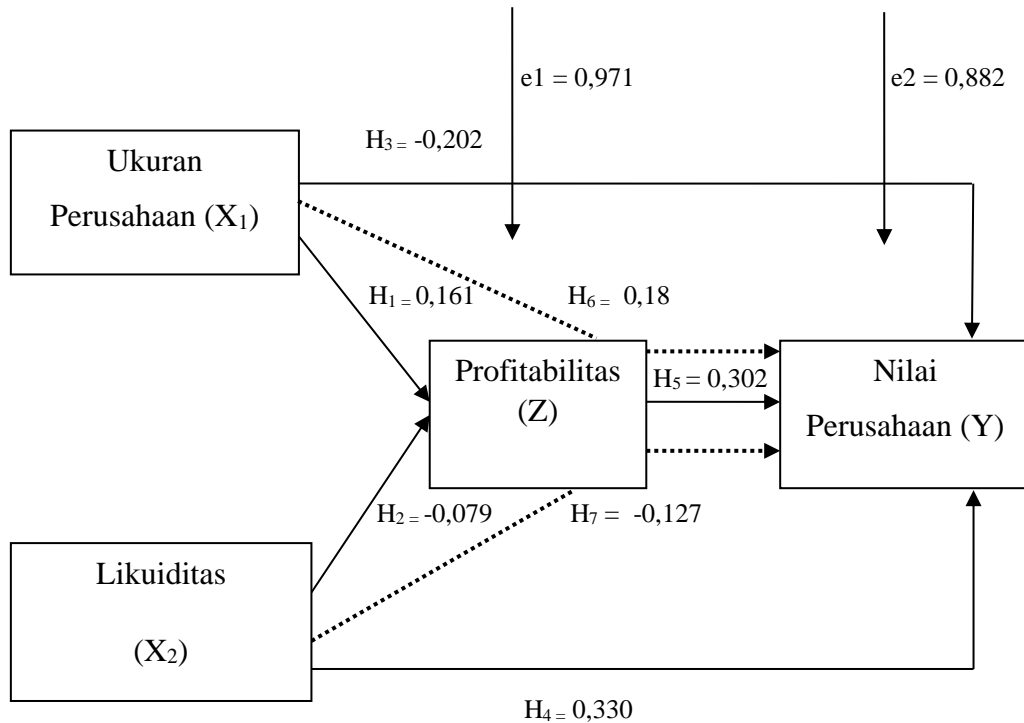 e1 = 0,971
e2 = 0,882
H₃ = -0,202
Ukuran
Perusahaan (X₁)
H₁ = 0,161
H₆ = 0,18
Profitabilitas
(Z)
H₅ = 0,302
Nilai
Perusahaan (Y)
H₂ = -0,079
H₇ = -0,127
Likuiditas
(X₂)
H₄ = 0,330